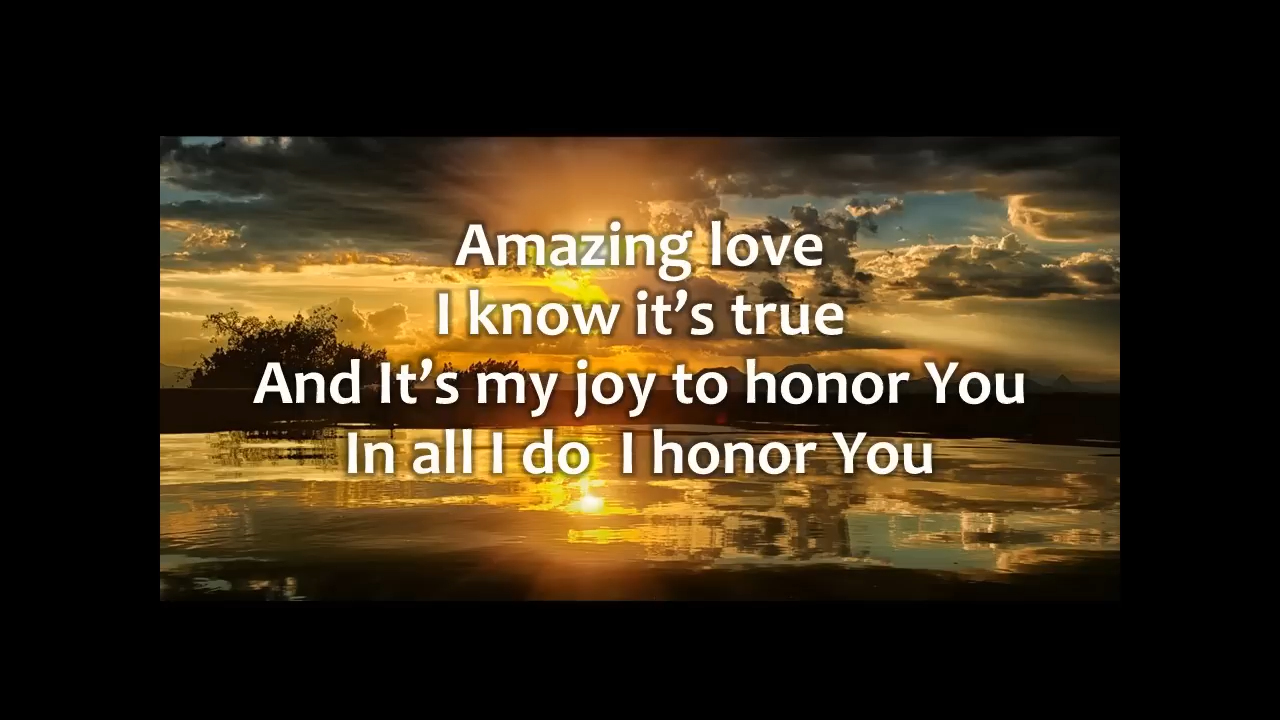 Amazing love
I know it’s true
And It’s my joy to honor You
In all I do  I honor You